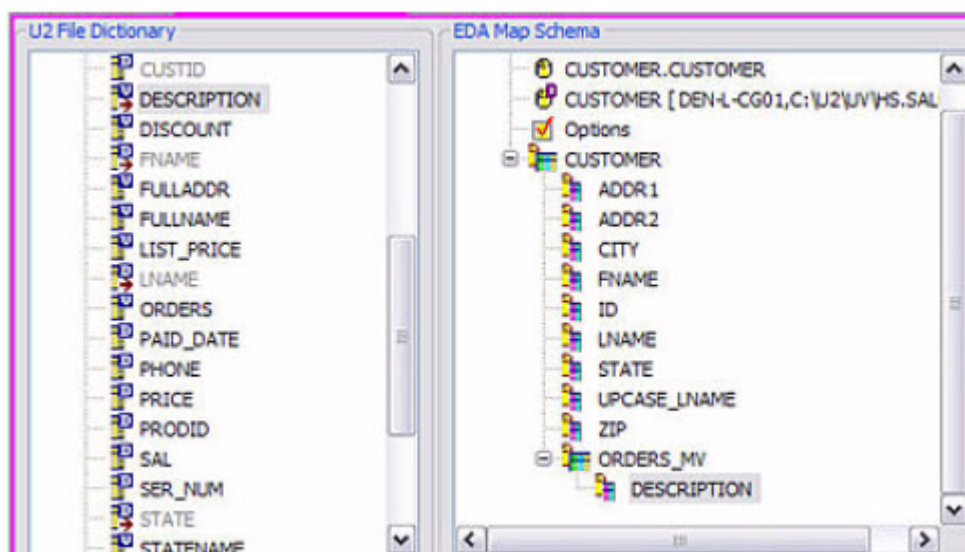 U2 File Dictionary
CUSTID
DESCRIPTION
DISCOUNT
FNAME
FULLADDR
FULLNAME
LIST_PRICE
LNAME
ORDERS
PAID_DATE
PHONE
PRICE
PRODID
SAL
SER_NUM
STATE
STATENAME
EDA Map Schema
CUSTOMER.CUSTOMER
CUSTOMER [ DEN-L-CG01,C:\U2\UV\HS.SAL
Options
CUSTOMER
ADDR1
ADDR2
CITY
FNAME
ID
LNAME
STATE
UPCASE_LNAME
ZIP
ORDERS_MV
DESCRIPTION